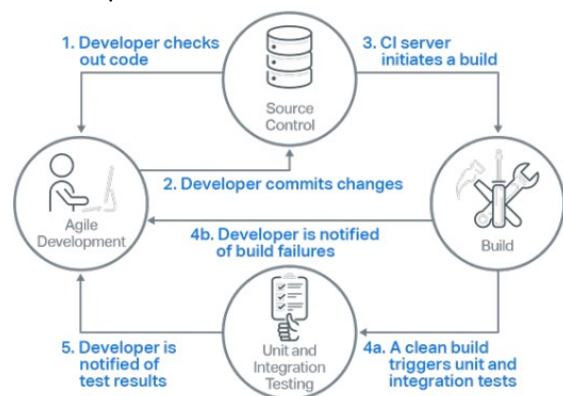 1. Developer checks
out code
3. CI server
initiates a build
Source
Control
2. Developer commits changes
Agile
Development
4b. Developer is notified
of build failures
Build
5. Developer is
notified of
test results
Unit and
Integration
Testing
4a. A clean build
triggers unit and
integration tests